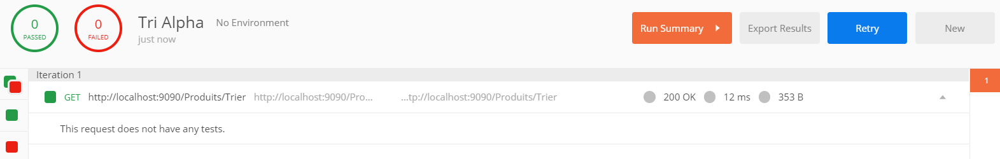 0
PASSED
0
FAILED
Tri Alpha No Environment
just now
Run Summary
Export Results
Retry
New
Iteration 1
1
GET http://localhost:9090/Produits/Trier http://localhost:9090/Pro... ...tp://localhost:9090/Produits/Trier 200 OK 12 ms 353 B
This request does not have any tests.